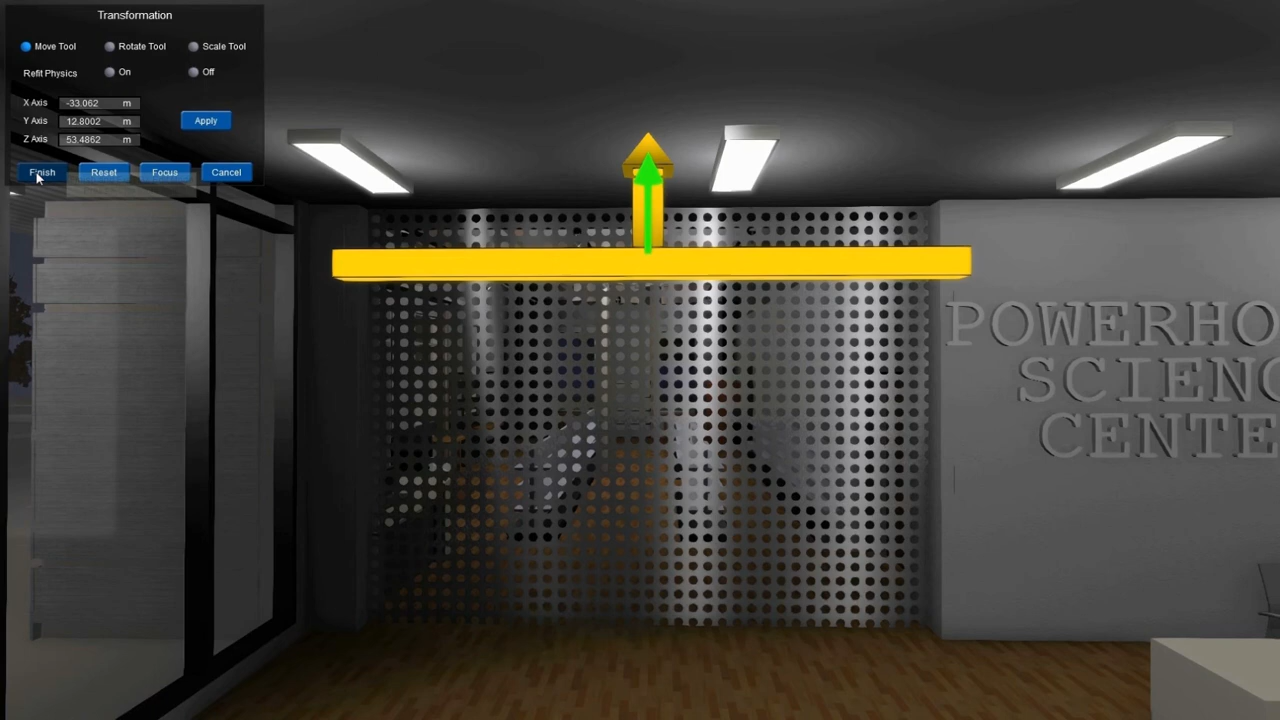 Transformation
Move Tool Rotate Tool Scale Tool
Refit Physics On Off
X Axis -33.062 m
Y Axis 12.8002 m Apply
Z Axis 53.4862 m
Finish Reset Focus Cancel
POWERHO
SCIENC
CENTE